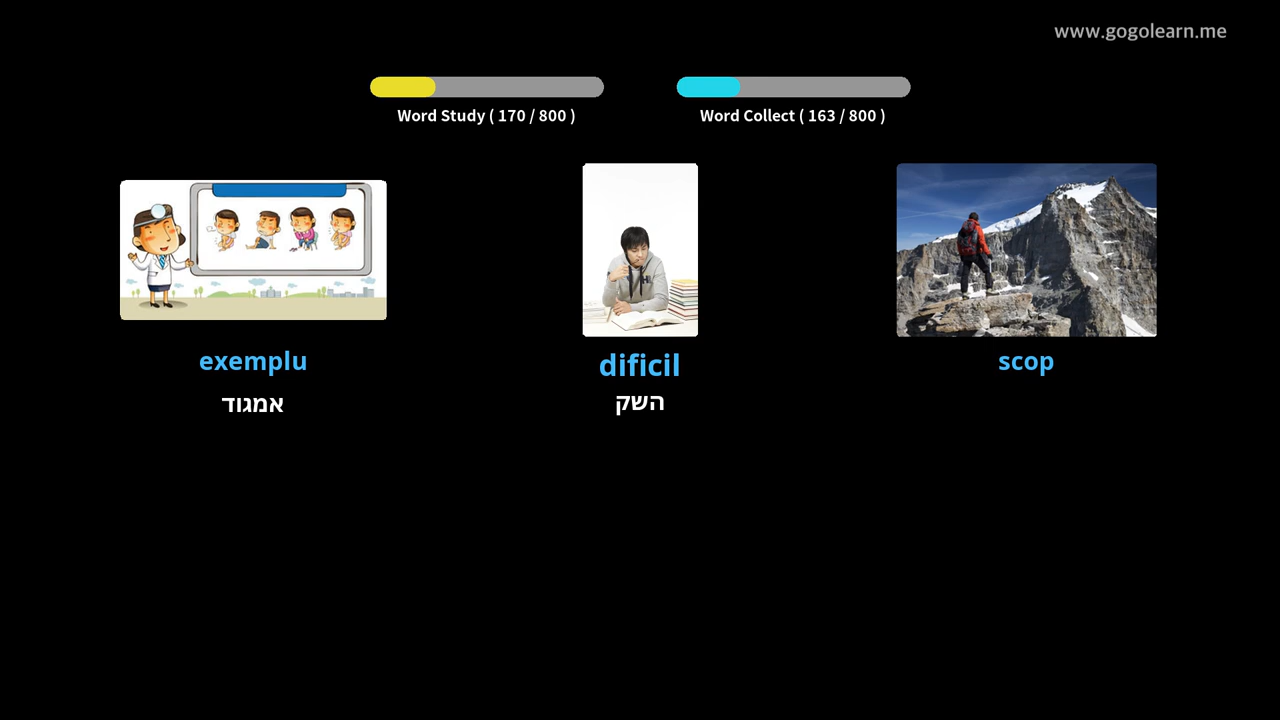 www.gogolearn.me
Word Study ( 170 / 800 )
Word Collect ( 163 / 800 )
exemplu
dificil
scop
אמגוד
השק